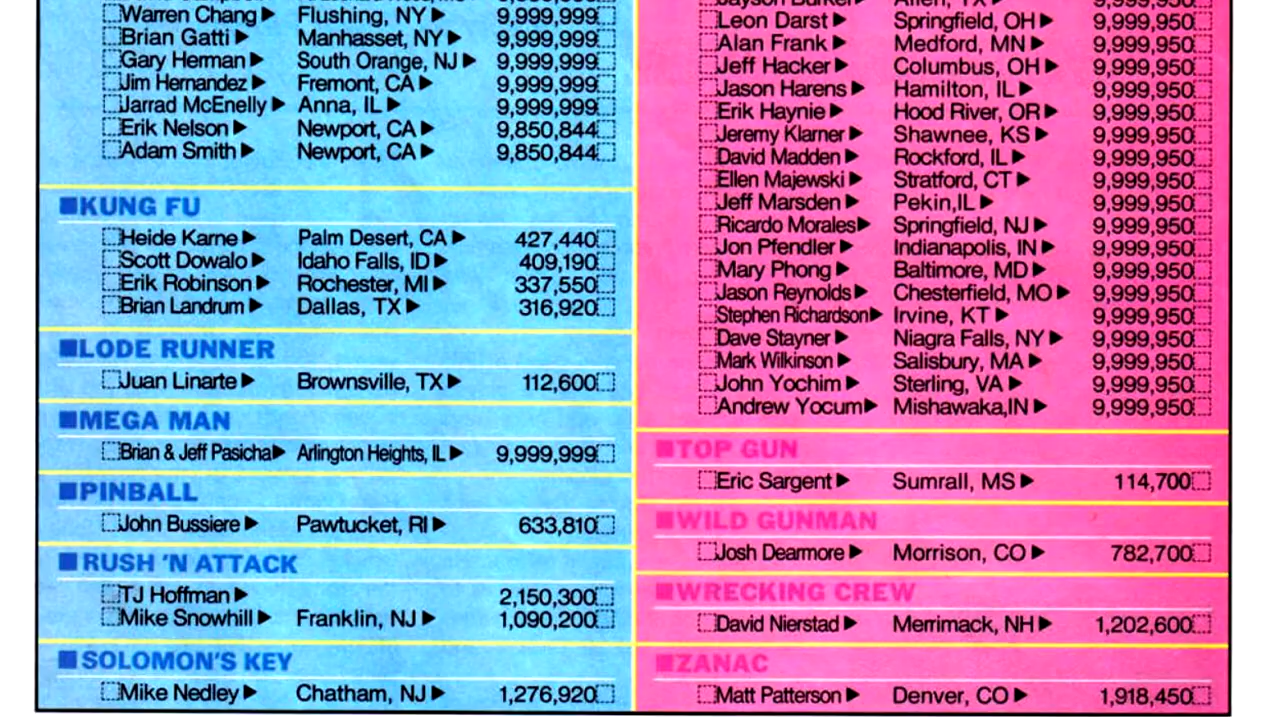 Warren Chang▶ Flushing, NY▶ 9,999,999
Brian Gatti▶ Manhasset, NY▶ 9,999,999
Gary Herman▶ South Orange, NJ▶ 9,999,999
Jim Hernandez▶ Fremont, CA▶ 9,999,999
Jarrad McEnelly▶ Anna, IL▶ 9,999,999
Erik Nelson▶ Newport, CA▶ 9,850,844
Adam Smith▶ Newport, CA▶ 9,850,844
■KUNG FU
Heide Karne▶ Palm Desert, CA▶ 427,440
Scott Dowalo▶ Idaho Falls, ID▶ 409,190
Erik Robinson▶ Rochester, MI▶ 337,550
Brian Landrum▶ Dallas, TX▶ 316,920
■LODE RUNNER
Juan Linarte▶ Brownsville, TX▶ 112,600
■MEGA MAN
Brian & Jeff Pasicha▶ Arlington Heights, IL▶ 9,999,999
■PINBALL
John Bussiere▶ Pawtucket, RI▶ 633,810
■RUSH 'N ATTACK
TJ Hoffman▶ 2,150,300
Mike Snowhill▶ Franklin, NJ▶ 1,090,200
■SOLOMON'S KEY
Mike Nedley▶ Chatham, NJ▶ 1,276,920
Jayson Burker▶ Allen, TX▶ 9,999,950
Leon Darst▶ Springfield, OH▶ 9,999,950
Alan Frank▶ Medford, MN▶ 9,999,950
Jeff Hacker▶ Columbus, OH▶ 9,999,950
Jason Harens▶ Hamilton, IL▶ 9,999,950
Erik Haynie▶ Hood River, OR▶ 9,999,950
Jeremy Klarner▶ Shawnee, KS▶ 9,999,950
David Madden▶ Rockford, IL▶ 9,999,950
Ellen Majewski▶ Stratford, CT▶ 9,999,950
Jeff Marsden▶ Pekin,IL▶ 9,999,950
Ricardo Morales▶ Springfield, NJ▶ 9,999,950
Jon Pfendler▶ Indianapolis, IN▶ 9,999,950
Mary Phong▶ Baltimore, MD▶ 9,999,950
Jason Reynolds▶ Chesterfield, MO▶ 9,999,950
Stephen Richardson▶ Irvine, KT▶ 9,999,950
Dave Stayner▶ Niagra Falls, NY▶ 9,999,950
Mark Wilkinson▶ Salisbury, MA▶ 9,999,950
John Yochim▶ Sterling, VA▶ 9,999,950
Andrew Yocum▶ Mishawaka,IN▶ 9,999,950
■TOP GUN
Eric Sargent▶ Sumrall, MS▶ 114,700
■WILD GUNMAN
Josh Dearmore▶ Morrison, CO▶ 782,700
■WRECKING CREW
David Nierstad▶ Merrimack, NH▶ 1,202,600
■ZANAC
Matt Patterson▶ Denver, CO▶ 1,918,450